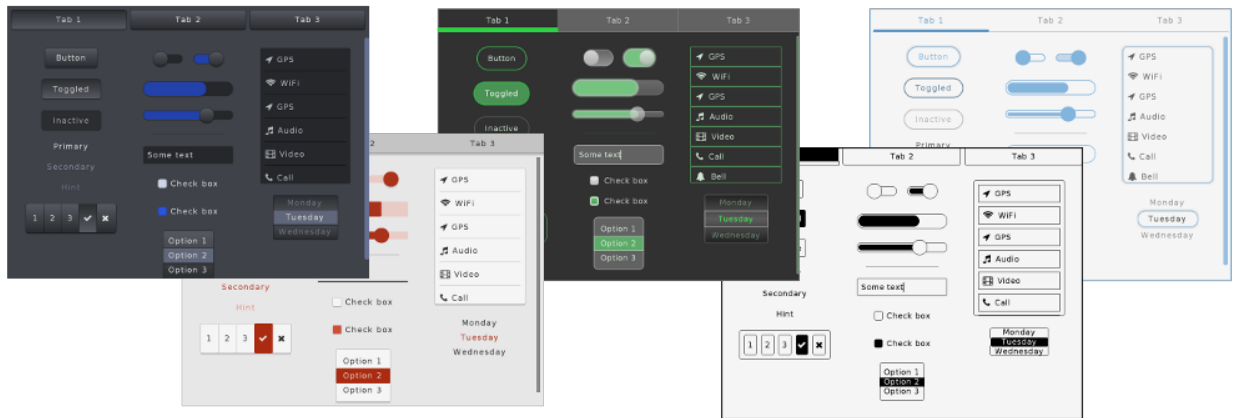 Tab 1
Tab 2
Tab 3
Button
Toggled
Inactive
Primary
Secondary
Hint
1 2 3
Some text
Check box
Check box
Option 1
Option 2
Option 3
GPS
WiFi
GPS
Audio
Video
Call
Monday
Tuesday
Wednesday
2
Tab 3
Secondary
Hint
1 2 3
Check box
Check box
Option 1
Option 2
Option 3
GPS
WiFi
GPS
Audio
Video
Call
Monday
Tuesday
Wednesday
Tab 1
Tab 2
Tab 3
Button
Toggled
Inactive
Some text
Check box
Check box
Option 1
Option 2
Option 3
GPS
WiFi
GPS
Audio
Video
Call
Bell
Monday
Tuesday
Wednesday
Tab 2
Tab 3
Secondary
Hint
1 2 3
Some text
Check box
Check box
Option 1
Option 2
Option 3
GPS
WiFi
GPS
Audio
Video
Call
Monday
Tuesday
Wednesday
Tab 1
Tab 2
Tab 3
Button
Toggled
Inactive
Primary
GPS
WiFi
GPS
Audio
Video
Call
Bell
Monday
Tuesday
Wednesday